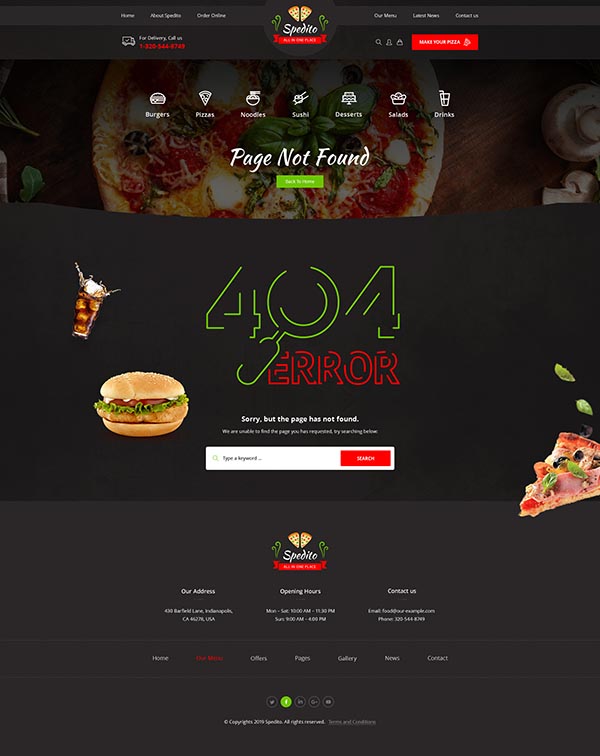 Home About Spedito Order Online
Spedito
ALL IN ONE PLACE
Our Menu Latest News Contact us
For Delivery, Call us
1-320-544-8749
MAKE YOUR PIZZA
Burgers Pizzas Noodles Sushi Desserts Salads Drinks
Page Not Found
Back To Home
404
ERROR
Sorry, but the page has not found.
We are unable to find the page you has requested, try searching below:
Type a keyword ...
SEARCH
Spedito
ALL IN ONE PLACE
Our Address
430 Barfield Lane, Indianapolis,
CA 46278, USA
Opening Hours
Mon – Sat: 10:00 AM – 11:30 PM
Sun: 9:00 AM – 4:00 PM
Contact us
Email: food@our-example.com
Phone: 320-544-8749
Home Our Menu Offers Pages Gallery News Contact
© Copyrights 2019 Spedito. All rights reserved. Terms and Conditions